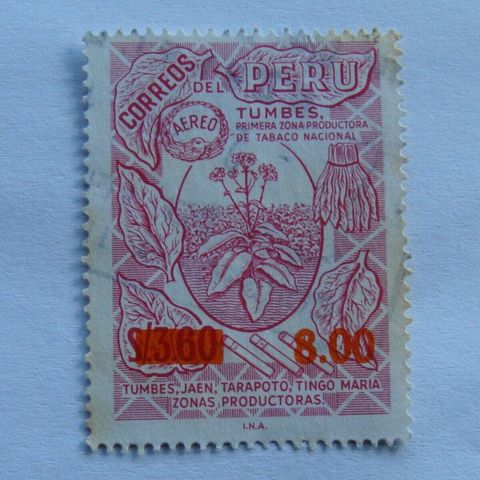 CORREOS
DEL PERU
AEREO
TUMBES,
PRIMERA ZONA PRODUCTORA
DE TABACO NACIONAL
S/3.60 8.00
TUMBES, JAEN, TARAPOTO, TINGO MARIA
ZONAS PRODUCTORAS.
I.N.A.